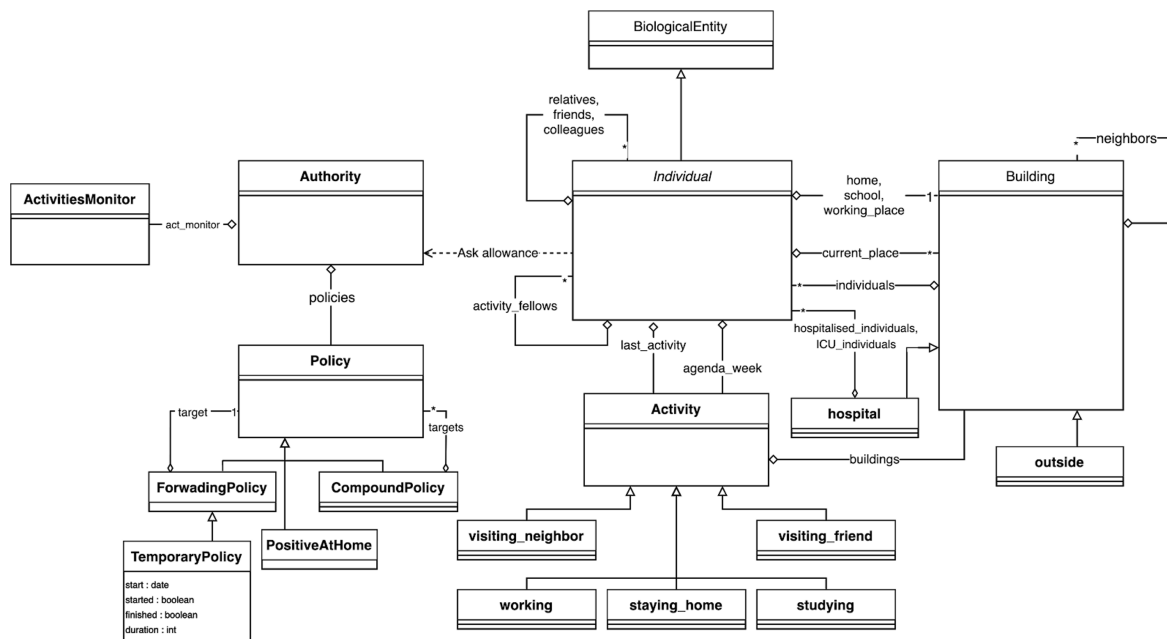 BiologicalEntity
relatives,
friends,
colleagues
*
neighbors
*
Authority
Individual
Building
ActivitiesMonitor
act_monitor
home,
school,
working_place
1
Ask allowance
current_place
*
*
activity_fellows
*
individuals
policies
*
hospitalised_individuals,
ICU_individuals
last_activity
agenda_week
Policy
target
1
*
targets
Activity
hospital
buildings
outside
ForwadingPolicy
CompoundPolicy
PositiveAtHome
TemporaryPolicy
start : date
started : boolean
finished : boolean
duration : int
visiting_neighbor
visiting_friend
working
staying_home
studying